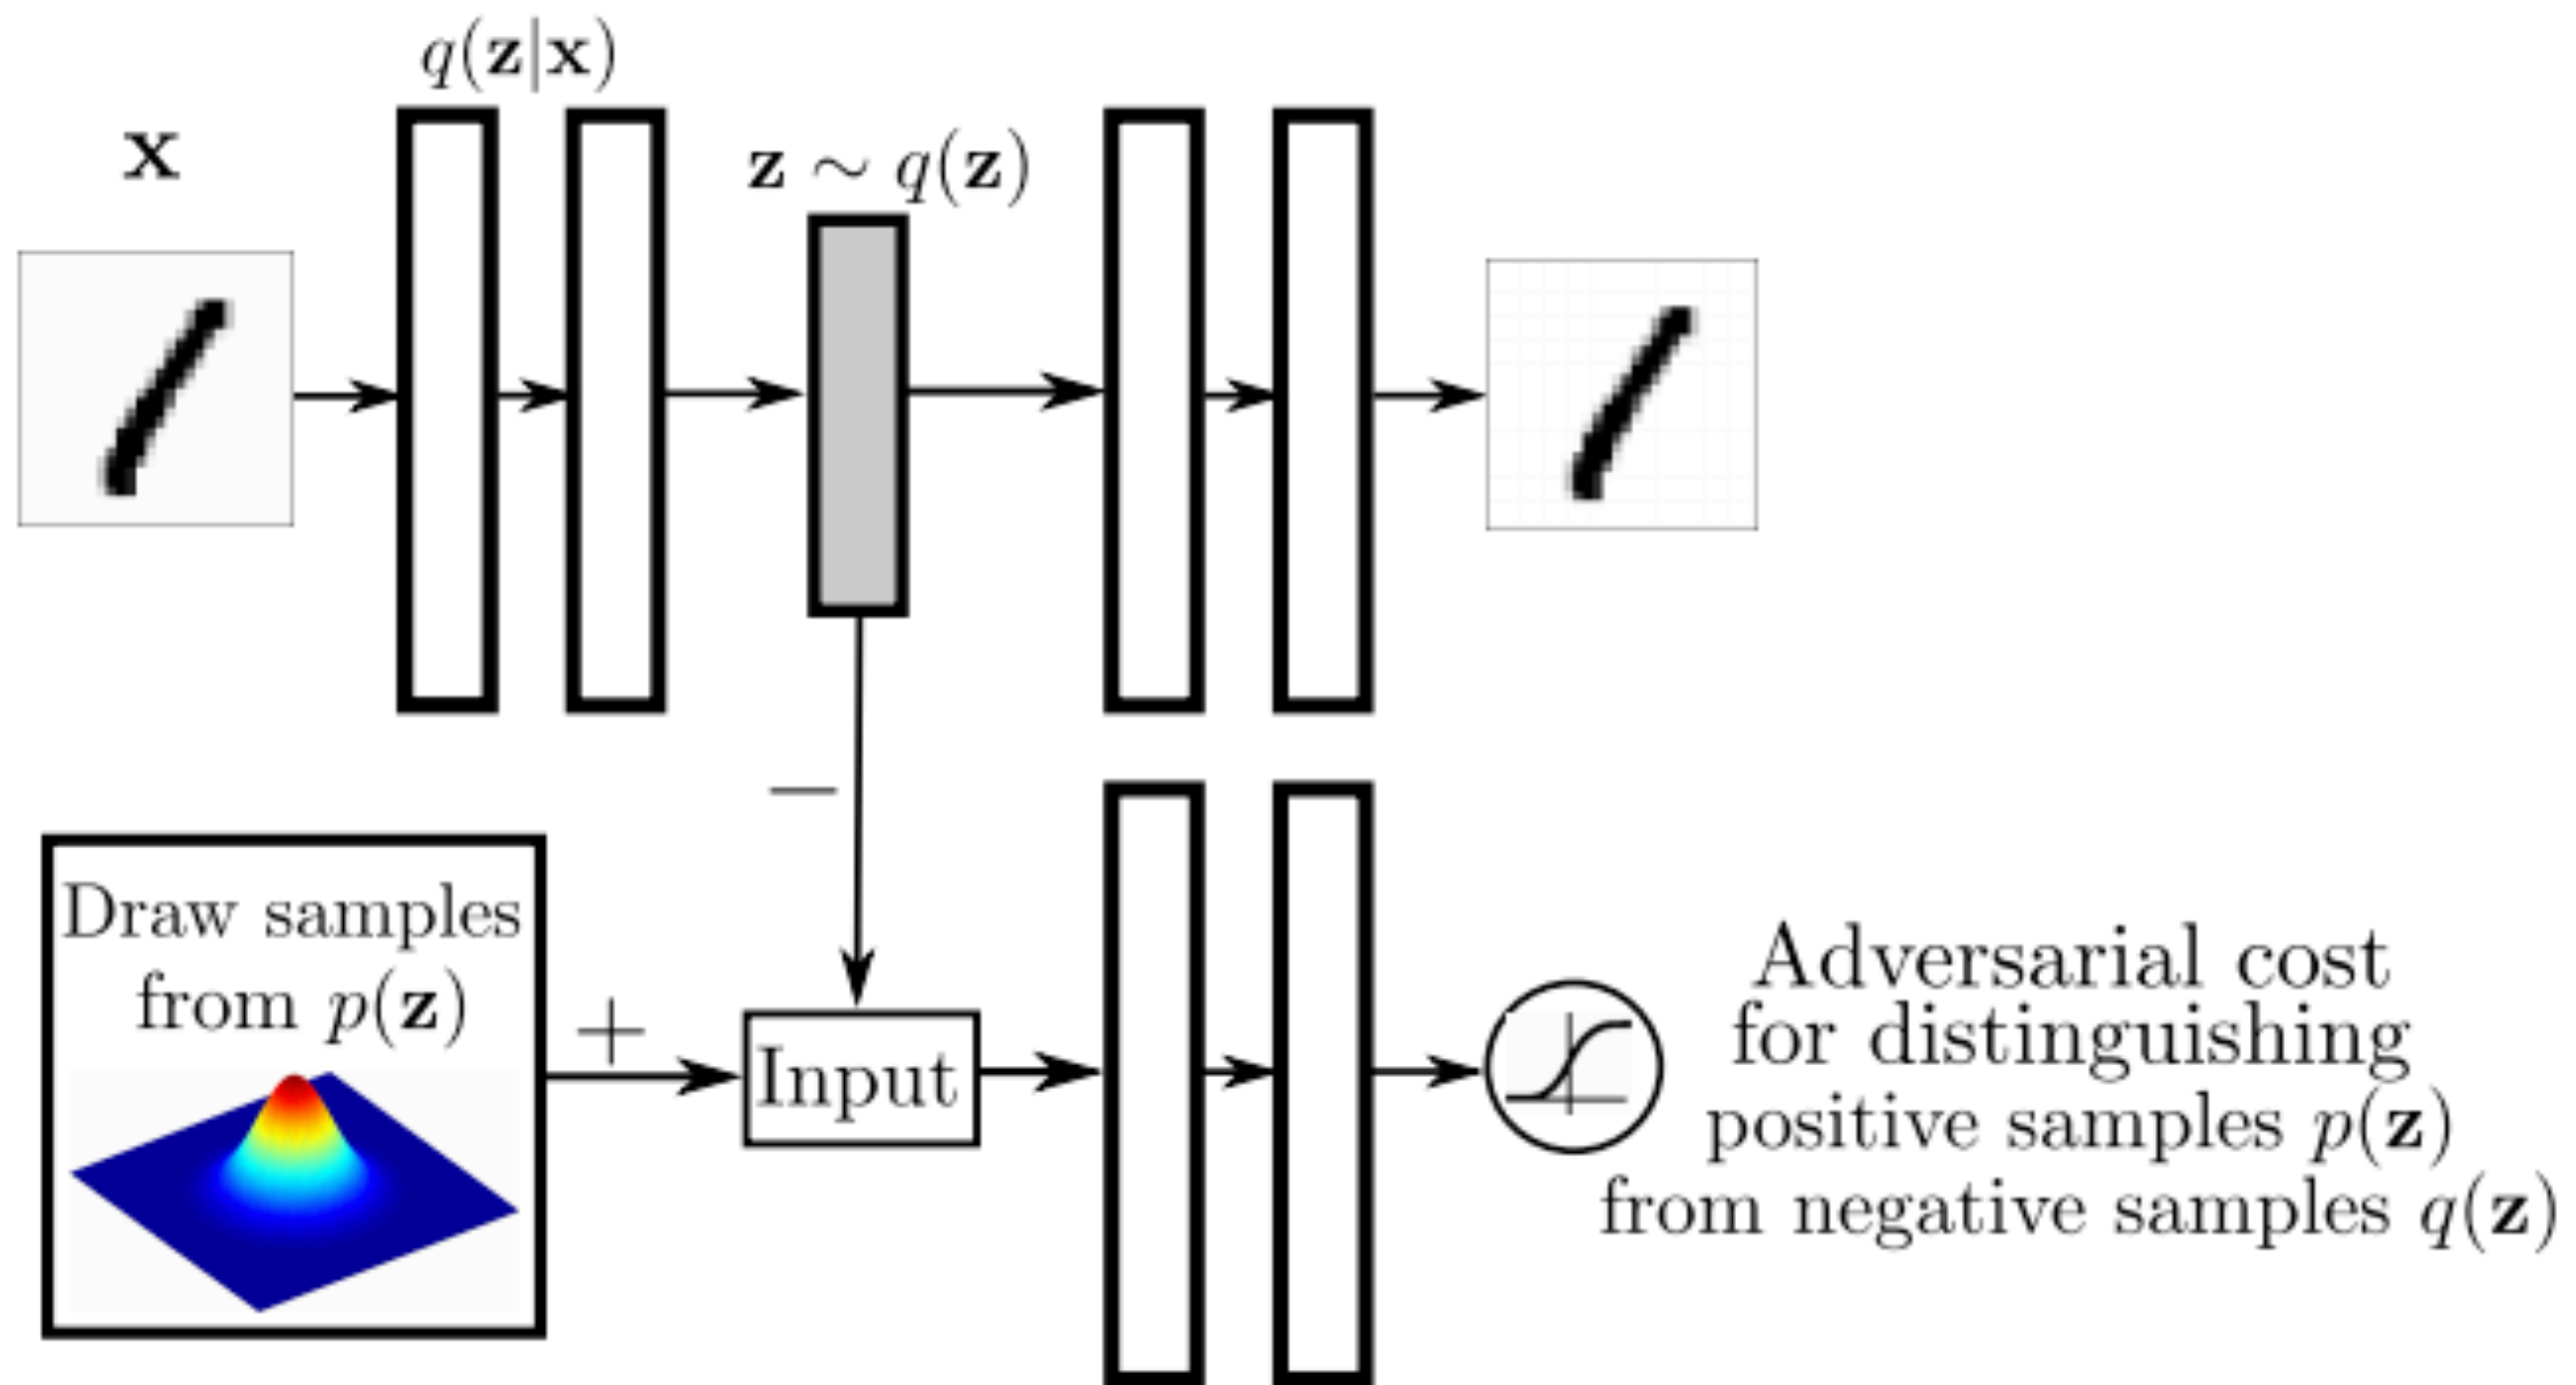 q(z|x)
x
z ∼ q(z)
−
Draw samples
from p(z)
+
Input
Adversarial cost
for distinguishing
positive samples p(z)
from negative samples q(z)